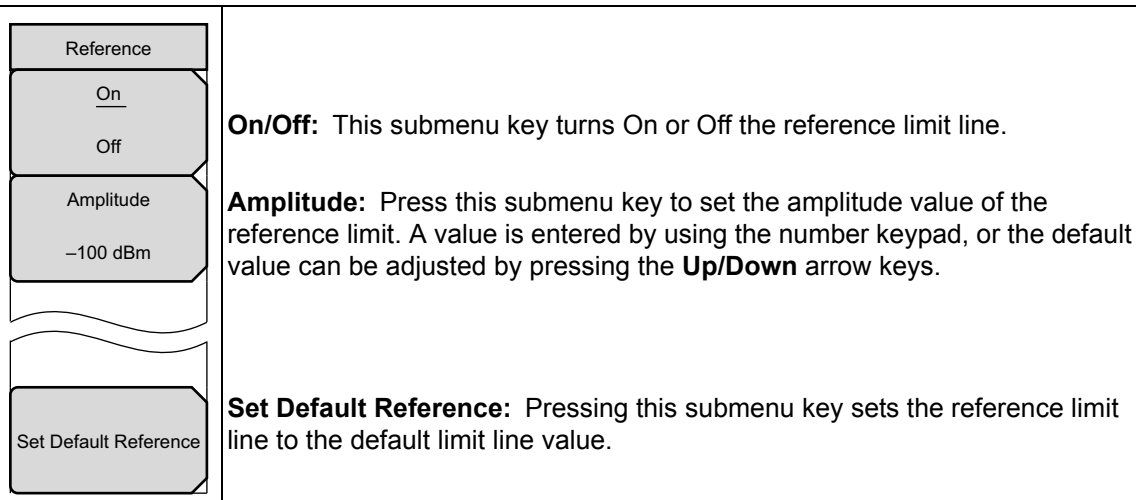 Reference
On
Off
On/Off: This submenu key turns On or Off the reference limit line.
Amplitude
–100 dBm
Amplitude: Press this submenu key to set the amplitude value of the
reference limit. A value is entered by using the number keypad, or the default
value can be adjusted by pressing the Up/Down arrow keys.
Set Default Reference
Set Default Reference: Pressing this submenu key sets the reference limit
line to the default limit line value.